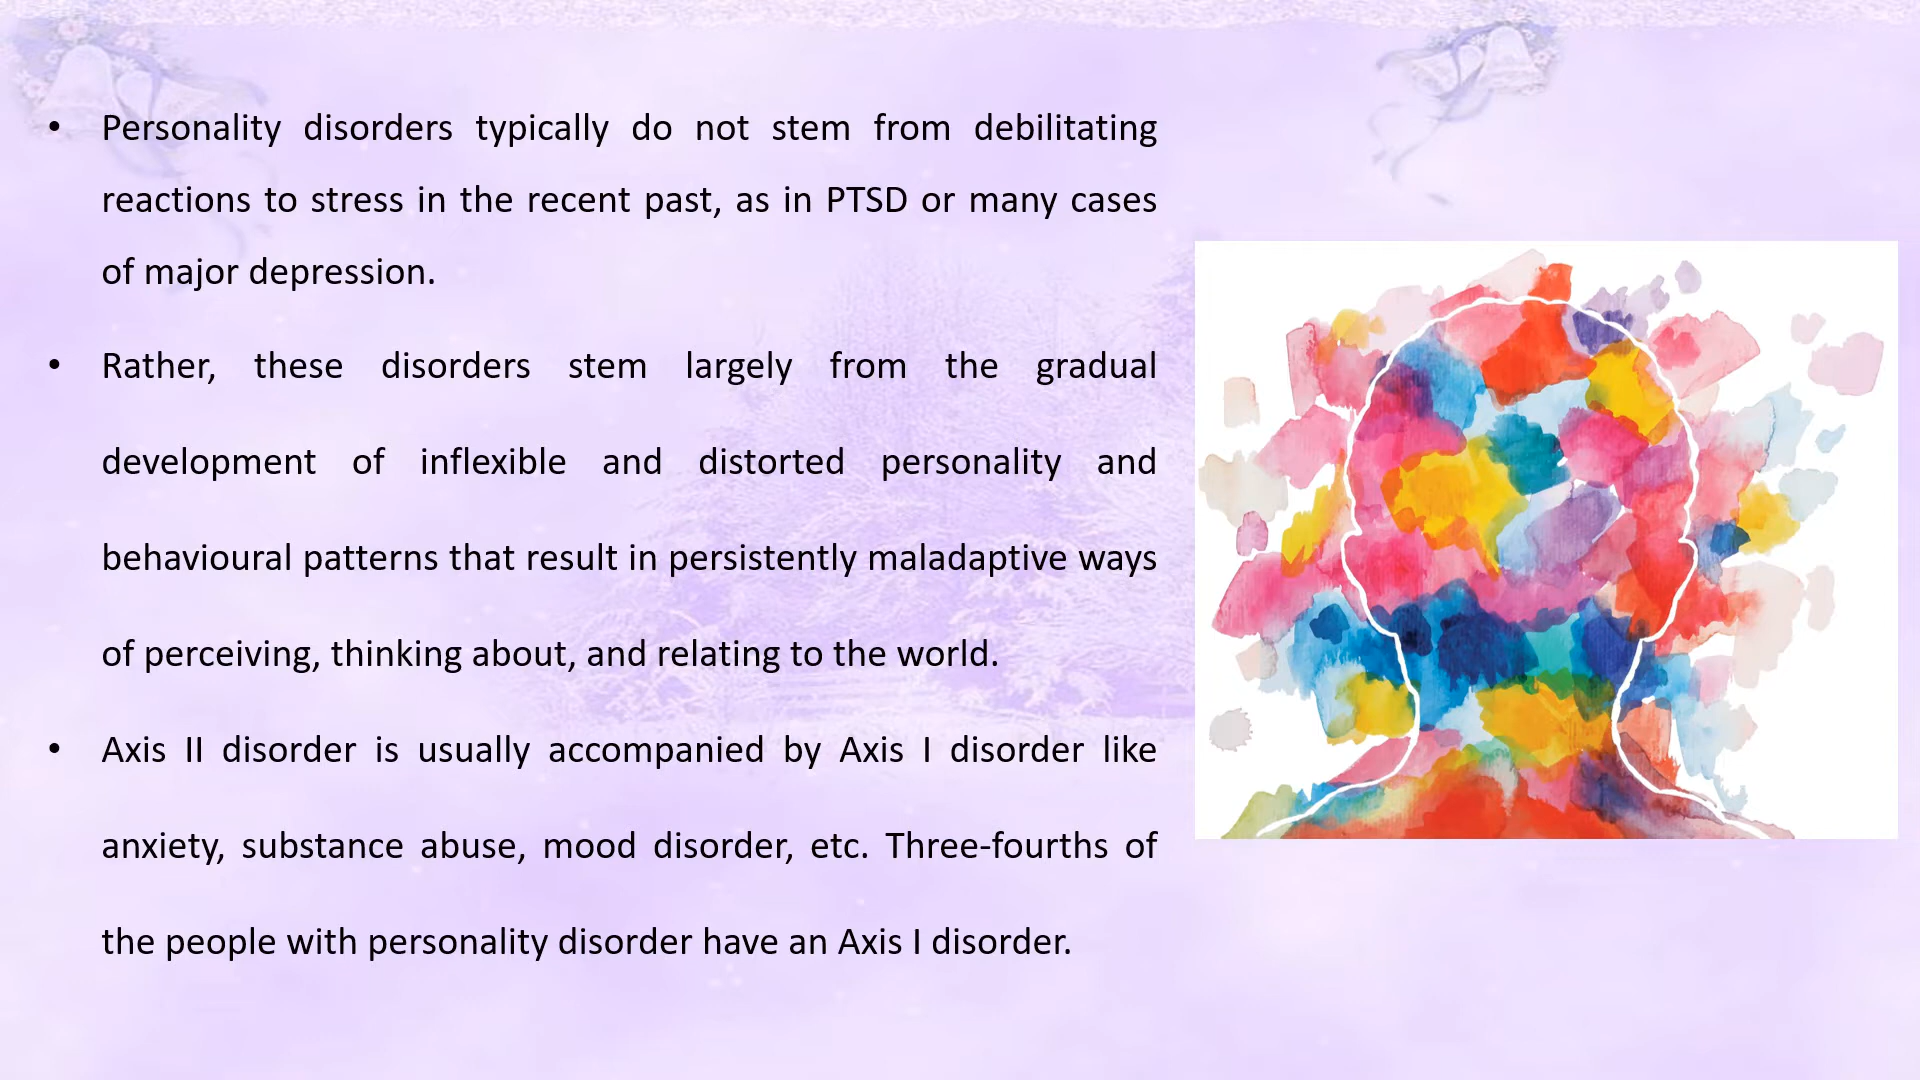 • Personality disorders typically do not stem from debilitating
reactions to stress in the recent past, as in PTSD or many cases
of major depression.
• Rather, these disorders stem largely from the gradual
development of inflexible and distorted personality and
behavioural patterns that result in persistently maladaptive ways
of perceiving, thinking about, and relating to the world.
• Axis II disorder is usually accompanied by Axis I disorder like
anxiety, substance abuse, mood disorder, etc. Three-fourths of
the people with personality disorder have an Axis I disorder.